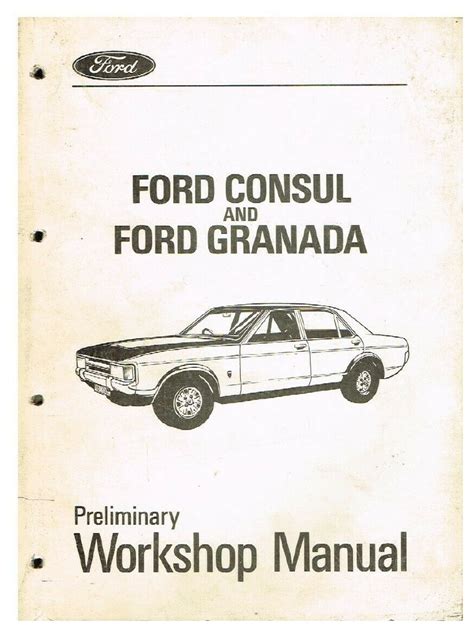 Ford
FORD CONSUL
AND
FORD GRANADA
Preliminary
Workshop Manual